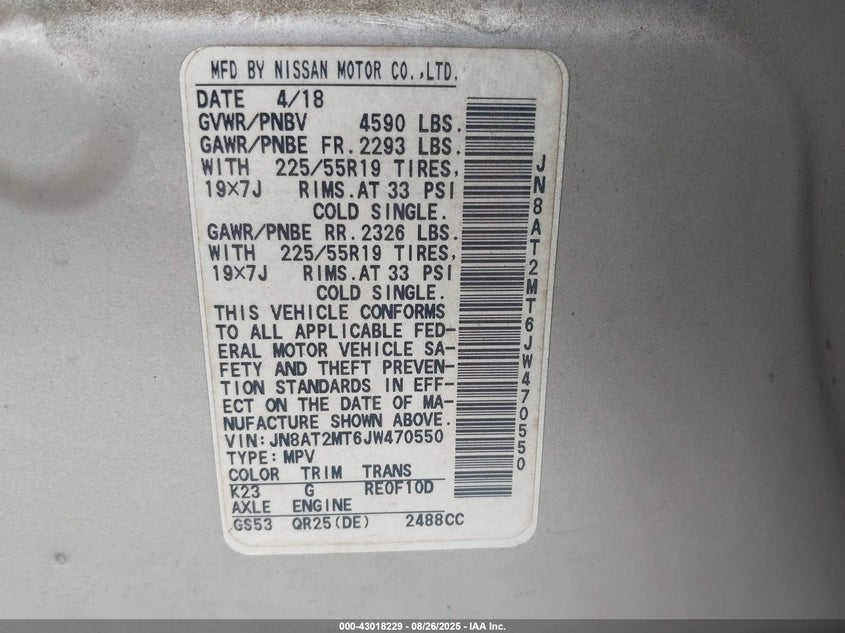 MFD BY NISSAN MOTOR CO.,LTD.
DATE 4/18
GVWR/PNBV 4590 LBS.
GAWR/PNBE FR.2293 LBS.
WITH 225/55R19 TIRES,
19×7J RIMS.AT 33 PSI
COLD SINGLE.
GAWR/PNBE RR.2326 LBS.
WITH 225/55R19 TIRES,
19×7J RIMS.AT 33 PSI
COLD SINGLE.
THIS VEHICLE CONFORMS
TO ALL APPLICABLE FED-
ERAL MOTOR VEHICLE SA-
FETY AND THEFT PREVEN-
TION STANDARDS IN EFF-
ECT ON THE DATE OF MA-
NUFACTURE SHOWN ABOVE.
VIN:JN8AT2MT6JW470550
TYPE:MPV
COLOR TRIM TRANS
K23 G RE0F10D
AXLE ENGINE
GS53 QR25(DE) 2488CC
JN8AT2MT6JW470550
000-43018229 - 08/26/2025 - IAA Inc.